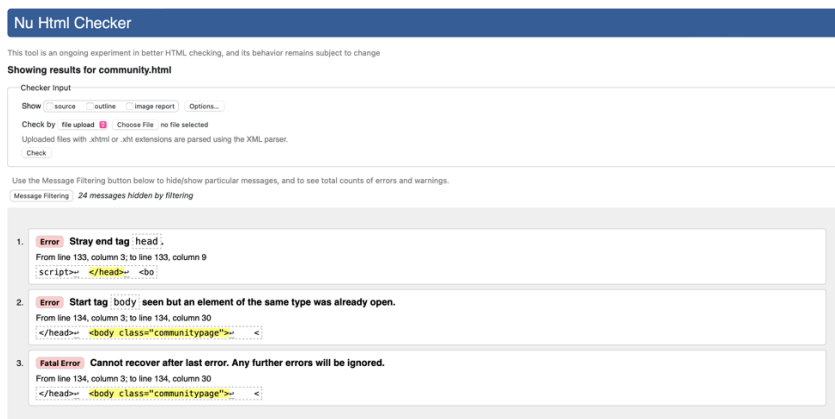 Nu Html Checker
This tool is an ongoing experiment in better HTML checking, and its behavior remains subject to change
Showing results for community.html
Checker Input
Show source outline image report Options...
Check by file upload Choose File no file selected
Uploaded files with .xhtml or .xht extensions are parsed using the XML parser.
Check
Use the Message Filtering button below to hide/show particular messages, and to see total counts of errors and warnings.
Message Filtering 24 messages hidden by filtering
1. Error Stray end tag head.
From line 133, column 3; to line 133, column 9
script>↩ </head>↩ <bo
2. Error Start tag body seen but an element of the same type was already open.
From line 134, column 3; to line 134, column 30
</head>↩ <body class="communitypage">↩ <
3. Fatal Error Cannot recover after last error. Any further errors will be ignored.
From line 134, column 3; to line 134, column 30
</head>↩ <body class="communitypage">↩ <